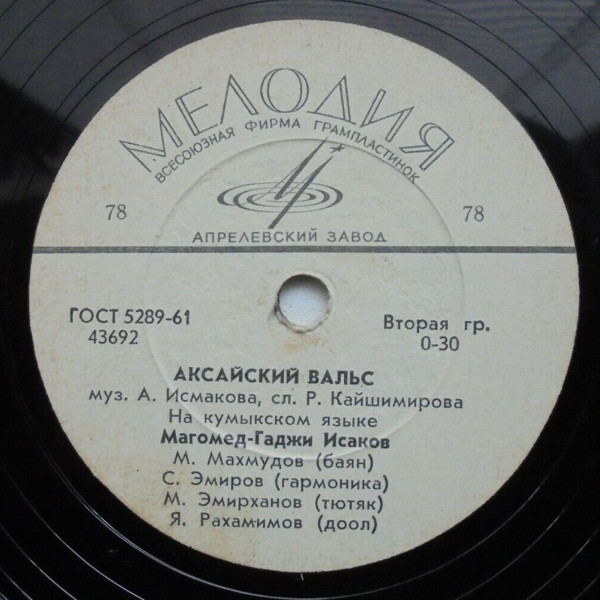 МЕЛОДИЯ
ВСЕСОЮЗНАЯ ФИРМА ГРАМПЛАСТИНОК
78 78
АПРЕЛЕВСКИЙ ЗАВОД
ГОСТ 5289-61 Вторая гр.
43692 0-30
АКСАЙСКИЙ ВАЛЬС
муз. А. Исмакова, сл. Р. Кайшимирова
На кумыкском языке
Магомед-Гаджи Исаков
М. Махмудов (баян)
С. Эмиров (гармоника)
М. Эмирханов (тютяк)
Я. Рахамимов (доол)